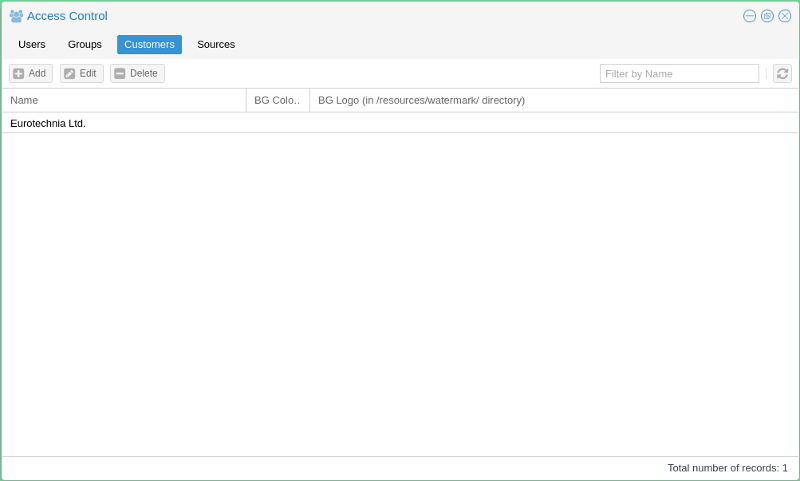 Access Control
Users Groups Customers Sources
Add Edit Delete Filter by Name
Name BG Colo.. BG Logo (in /resources/watermark/ directory)
Eurotechnia Ltd.
Total number of records: 1